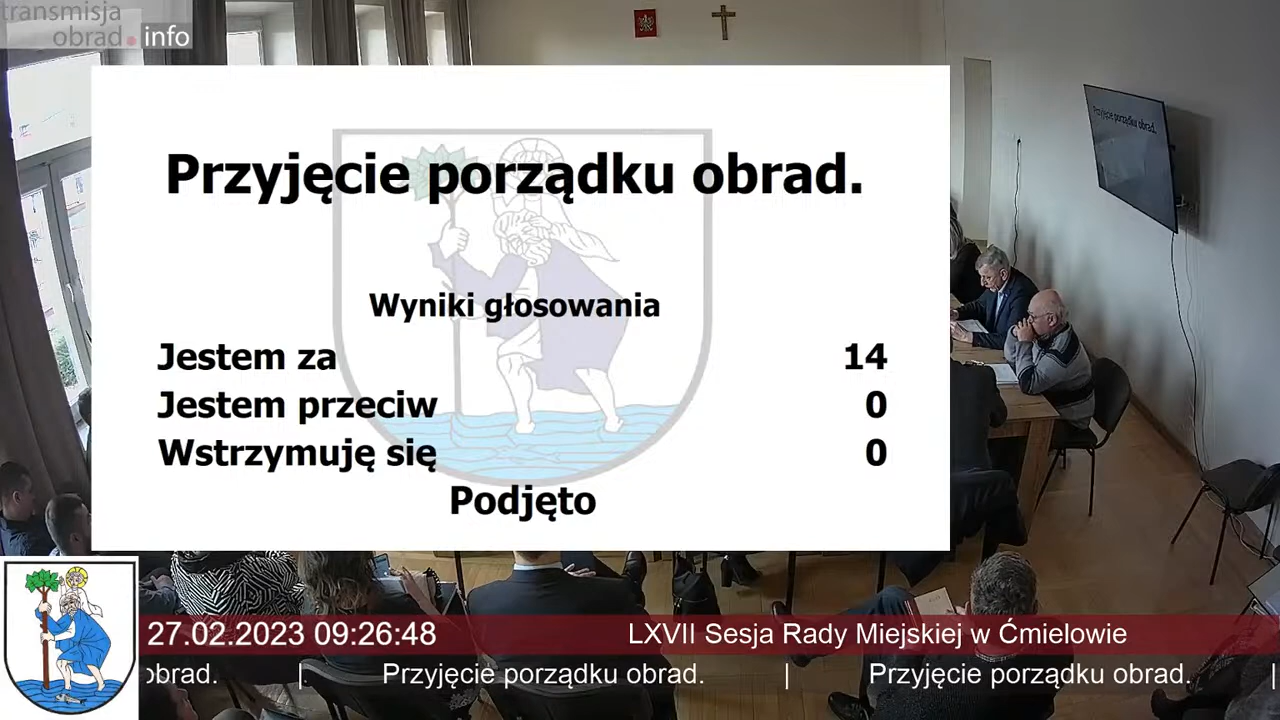 transmisja
obrad.info
Przyjęcie porządku obrad.
Przyjęcie porządku obrad.
Wyniki głosowania
Jestem za 14
Jestem przeciw 0
Wstrzymuję się 0
Podjęto
27.02.2023 09:26:48 LXVII Sesja Rady Miejskiej w Ćmielowie
obrad. | Przyjęcie porządku obrad. | Przyjęcie porządku obrad. |